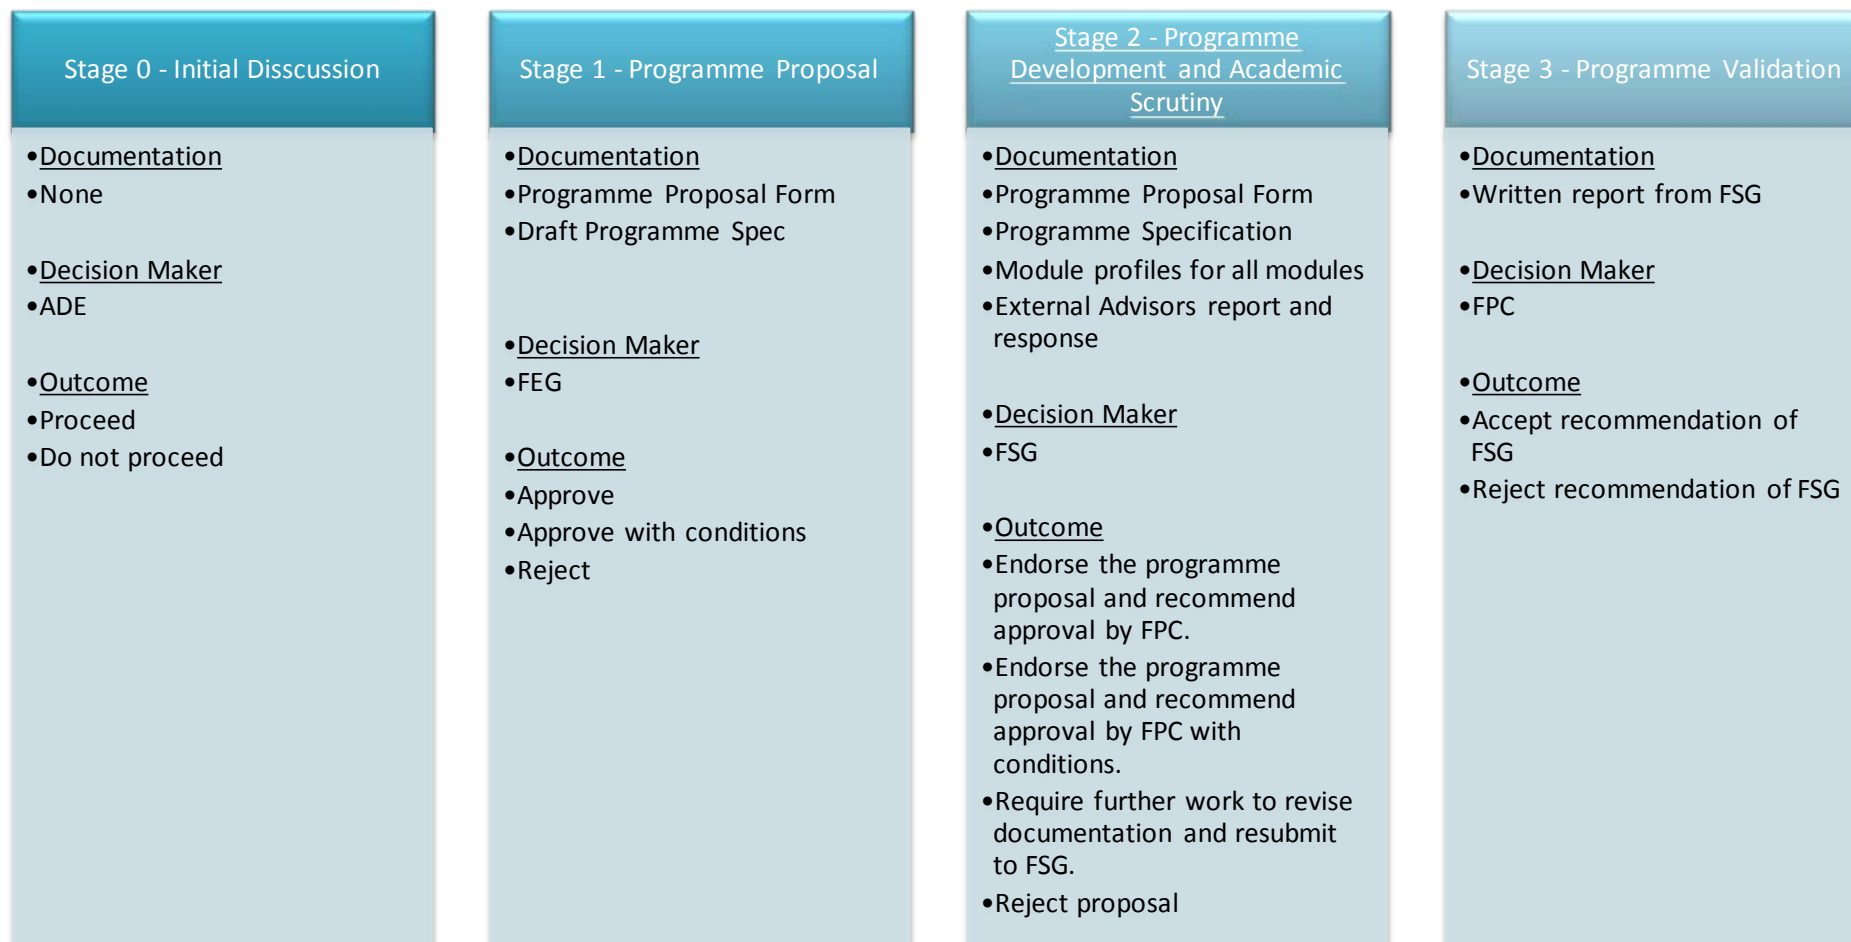 Stage 0 - Initial Disscussion
•Documentation
•None
•Decision Maker
•ADE
•Outcome
•Proceed
•Do not proceed
Stage 1 - Programme Proposal
•Documentation
•Programme Proposal Form
•Draft Programme Spec
•Decision Maker
•FEG
•Outcome
•Approve
•Approve with conditions
•Reject
Stage 2 - Programme
Development and Academic
Scrutiny
•Documentation
•Programme Proposal Form
•Programme Specification
•Module profiles for all modules
•External Advisors report and
response
•Decision Maker
•FSG
•Outcome
•Endorse the programme
proposal and recommend
approval by FPC.
•Endorse the programme
proposal and recommend
approval by FPC with
conditions.
•Require further work to revise
documentation and resubmit
to FSG.
•Reject proposal
Stage 3 - Programme Validation
•Documentation
•Written report from FSG
•Decision Maker
•FPC
•Outcome
•Accept recommendation of
FSG
•Reject recommendation of FSG